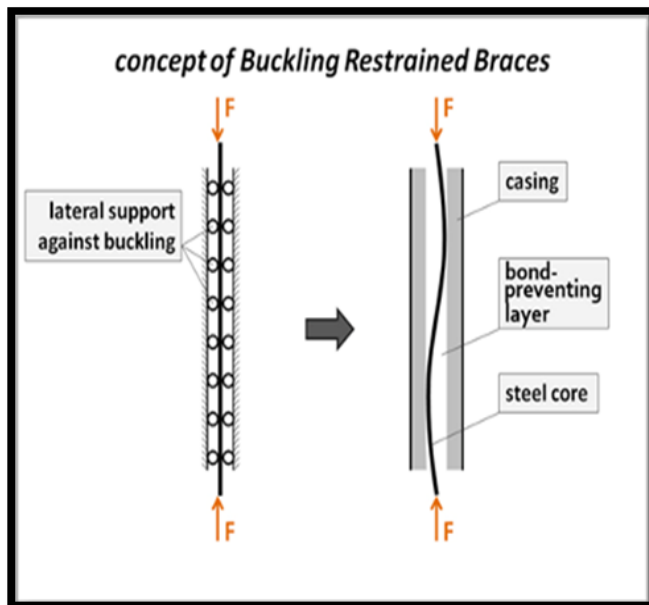 concept of Buckling Restrained Braces
F
F
lateral support
against buckling
casing
bond-
preventing
layer
steel core
F
F